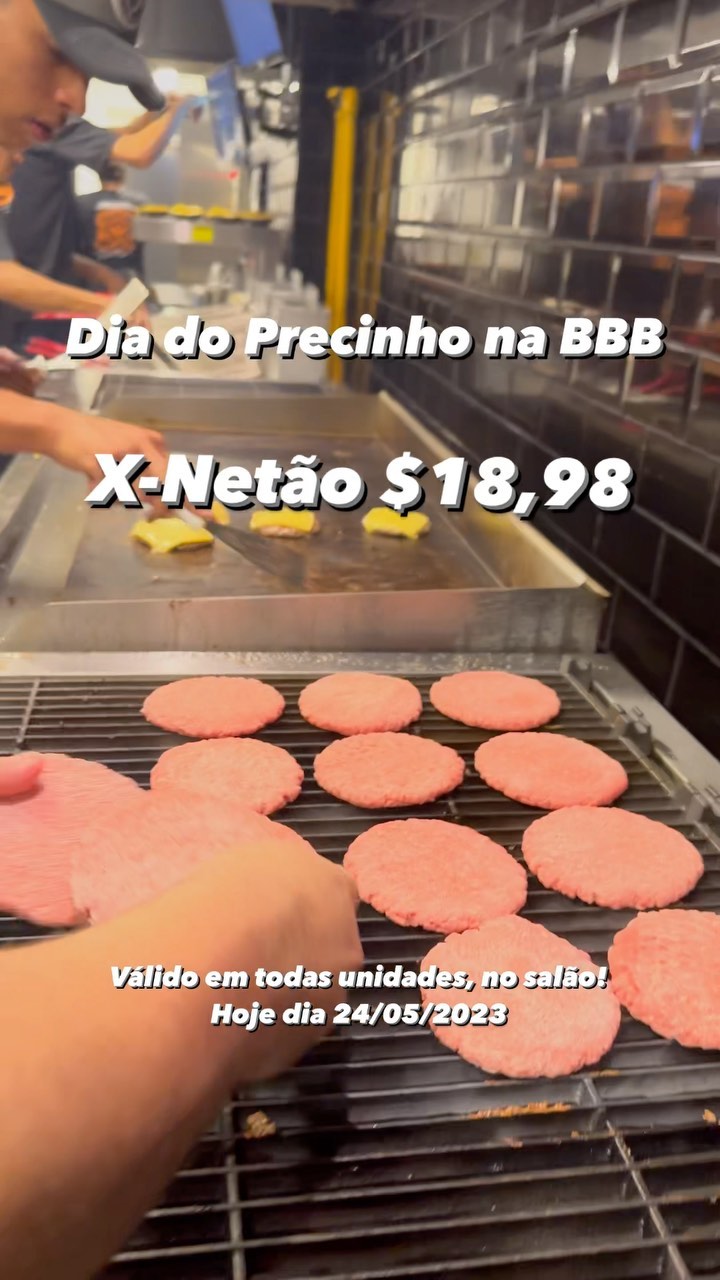 Dia do Precinho na BBB
X-Netão $18,98
Válido em todas unidades, no salão!
Hoje dia 24/05/2023